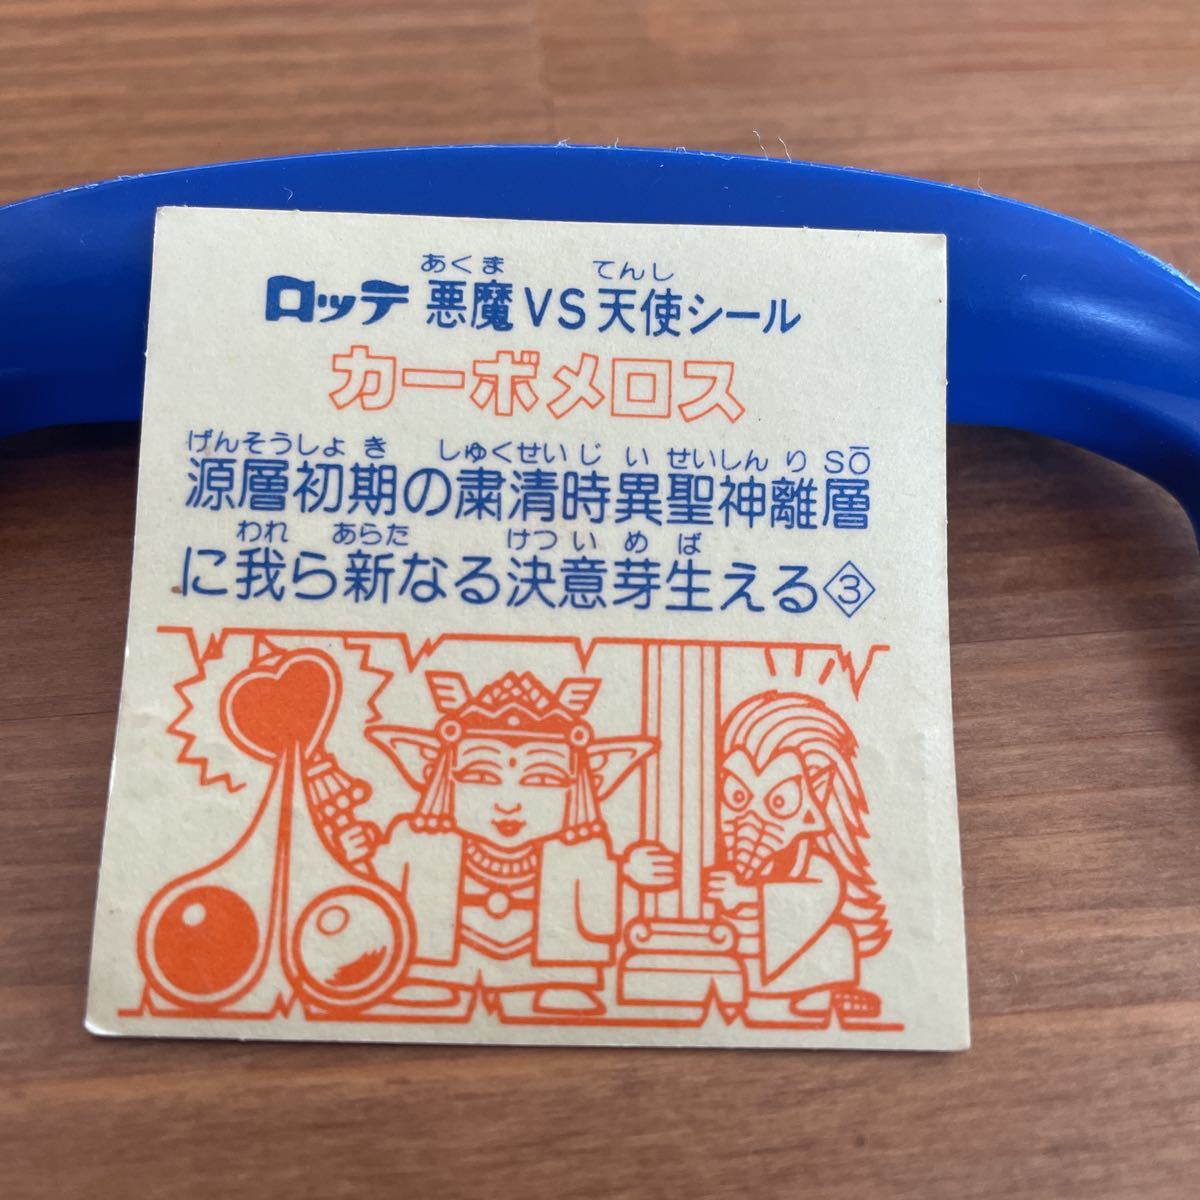 あくま てんし
ロッテ 悪魔VS天使シール
カーボメロス
げんそうしょき しゅくせいじ い せいしん り SŌ
源層初期の粛清時異聖神離層
われ あらた けつ い め ば
に我ら新なる決意芽生える③